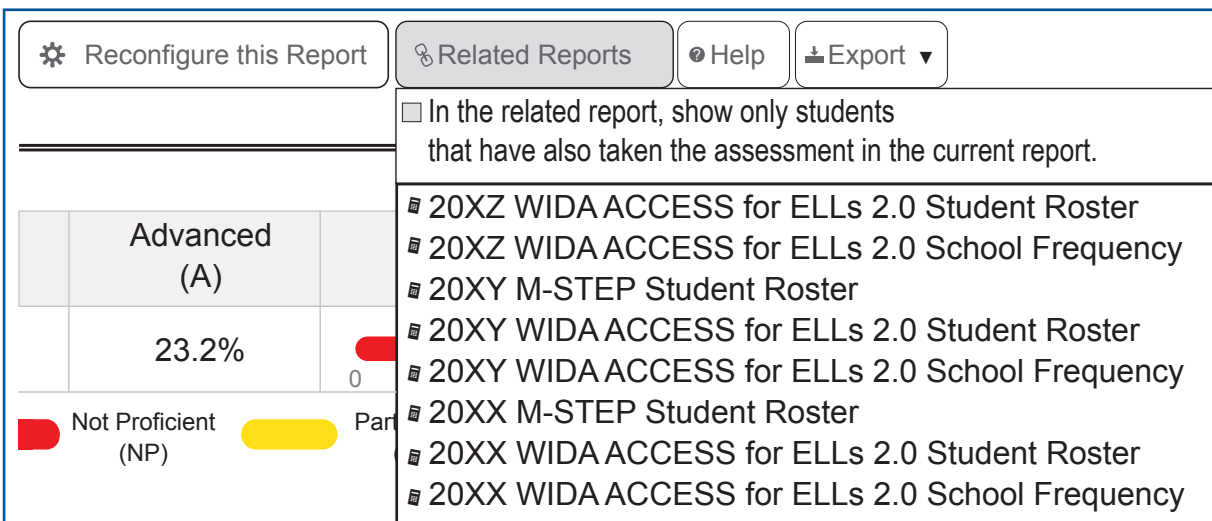 Reconfigure this Report
Related Reports
Help
Export ▼
In the related report, show only students
that have also taken the assessment in the current report.
20XZ WIDA ACCESS for ELLs 2.0 Student Roster
20XZ WIDA ACCESS for ELLs 2.0 School Frequency
20XY M-STEP Student Roster
20XY WIDA ACCESS for ELLs 2.0 Student Roster
20XY WIDA ACCESS for ELLs 2.0 School Frequency
20XX M-STEP Student Roster
20XX WIDA ACCESS for ELLs 2.0 Student Roster
20XX WIDA ACCESS for ELLs 2.0 School Frequency
Advanced
(A)
23.2%
0
Not Proficient
(NP)
Part